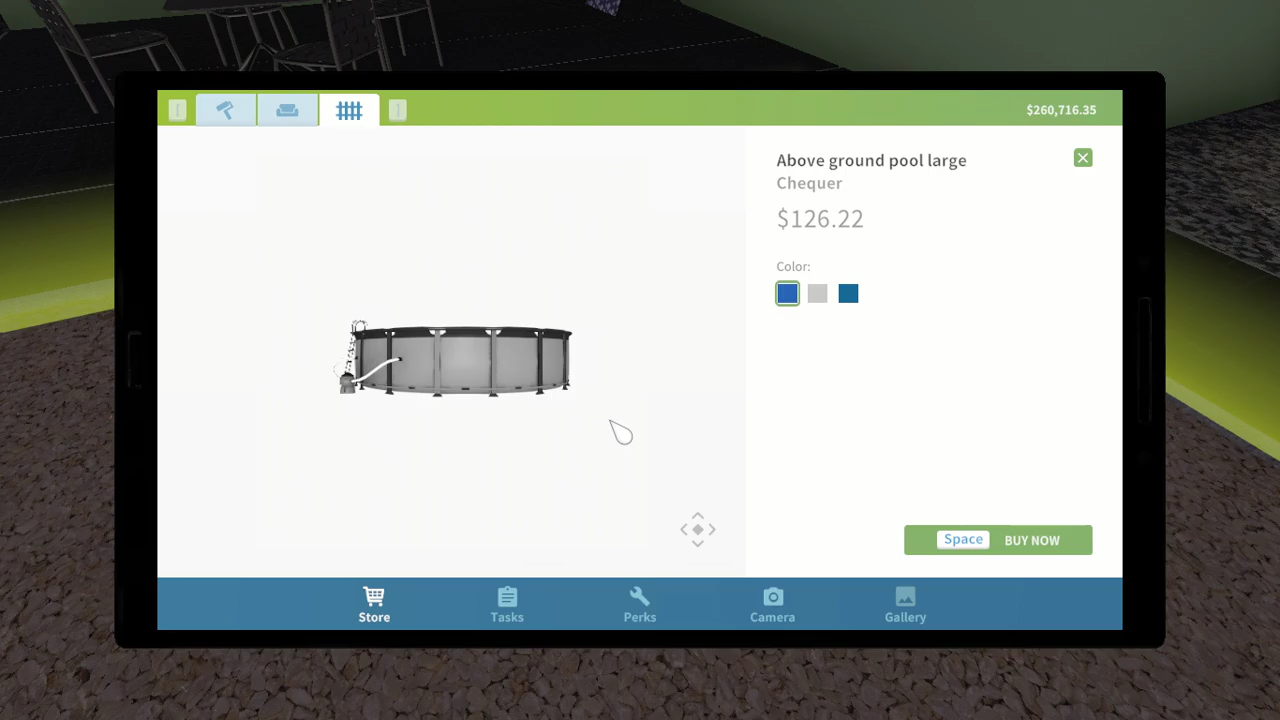 $260,716.35
Above ground pool large
Chequer
$126.22
Color:
Space BUY NOW
Store Tasks Perks Camera Gallery